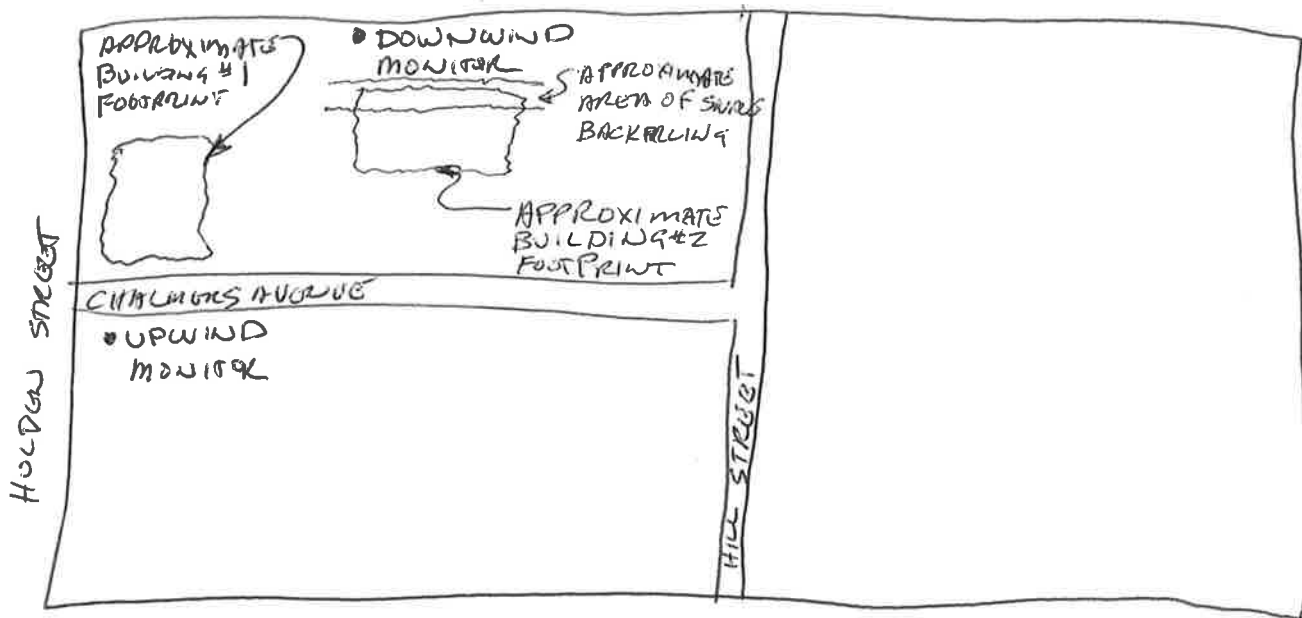 APPROXIMATE
BUILDING #1
FOOTPRINT
DOWNWIND
MONITOR
APPROXIMATE
AREA OF
BACKFILLING
APPROXIMATE
BUILDING #2
FOOTPRINT
HOLDEN STREET
CHALMERS AVENUE
UPWIND
MONITOR
HILL STREET